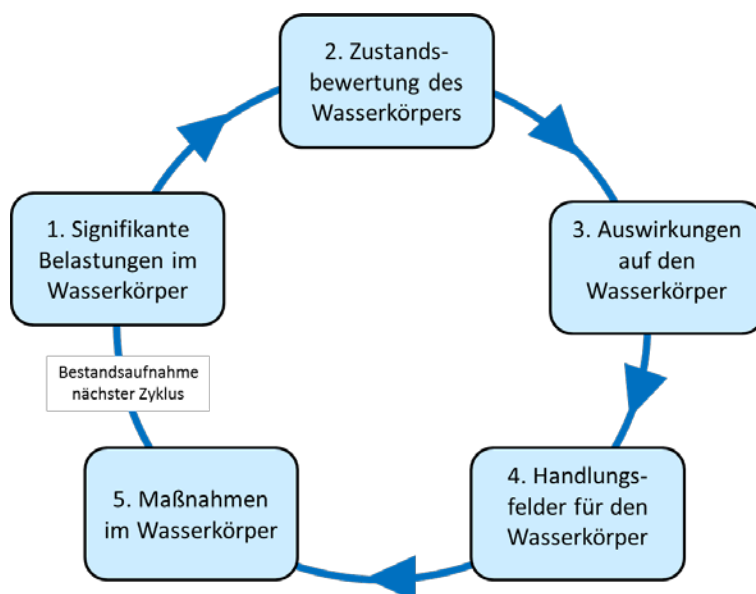 2. Zustands-
bewertung des
Wasserkörpers
1. Signifikante
Belastungen im
Wasserkörper
3. Auswirkungen
auf den
Wasserkörper
Bestandsaufnahme
nächster Zyklus
4. Handlungs-
felder für den
Wasserkörper
5. Maßnahmen
im Wasserkörper